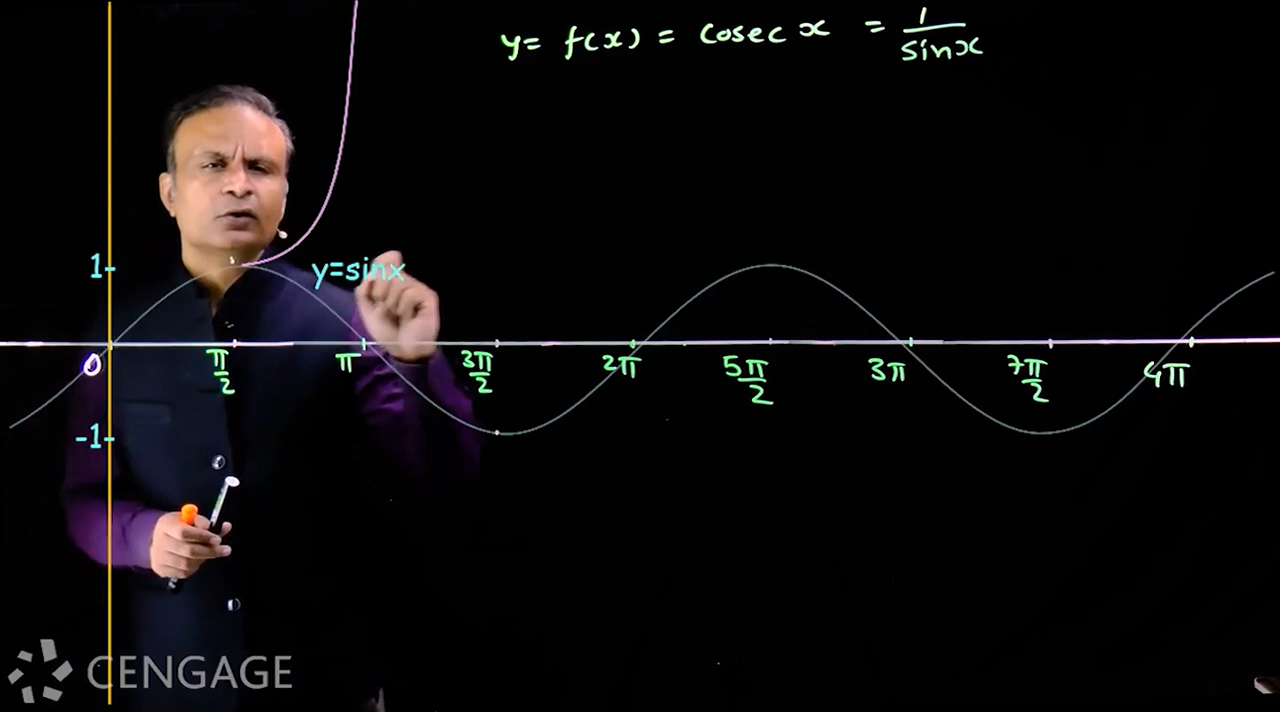 y= f(x) = cosec x = 1/sinx
1
y=sinx
0 π/2 π 3π/2 2π 5π/2 3π 7π/2 4π
-1
CENGAGE